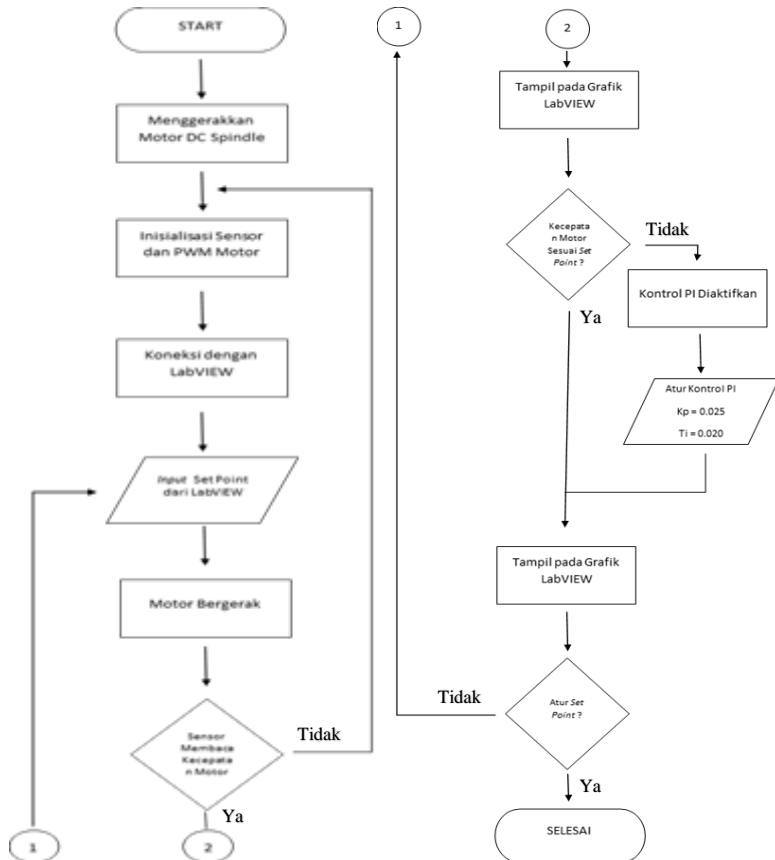 START
Menggerakkan
Motor DC Spindle
Inisialisasi Sensor
dan PWM Motor
Koneksi dengan
LabVIEW
Input Set Point
dari LabVIEW
Motor Bergerak
Sensor
Membaca
Kecepata
n Motor
Tidak
Ya
1
2
1
2
Tampil pada Grafik
LabVIEW
Kecepata
n Motor
Sesuai Set
Point ?
Tidak
Ya
Kontrol PI Diaktifkan
Atur Kontrol PI
Kp = 0.025
Ti = 0.020
Tampil pada Grafik
LabVIEW
Atur Set
Point ?
Tidak
Ya
SELESAI